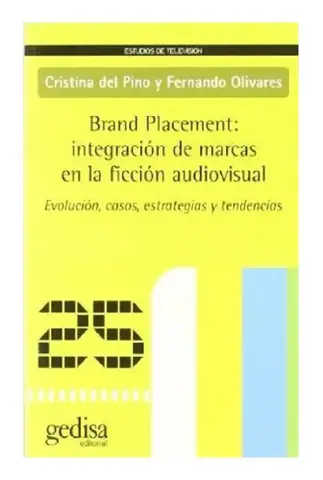 ESTUDIOS DE TELEVISIÓN
Cristina del Pino y Fernando Olivares
Brand Placement:
integración de marcas
en la ficción audiovisual
Evolución, casos, estrategias y tendencias
25
gedisa
editorial